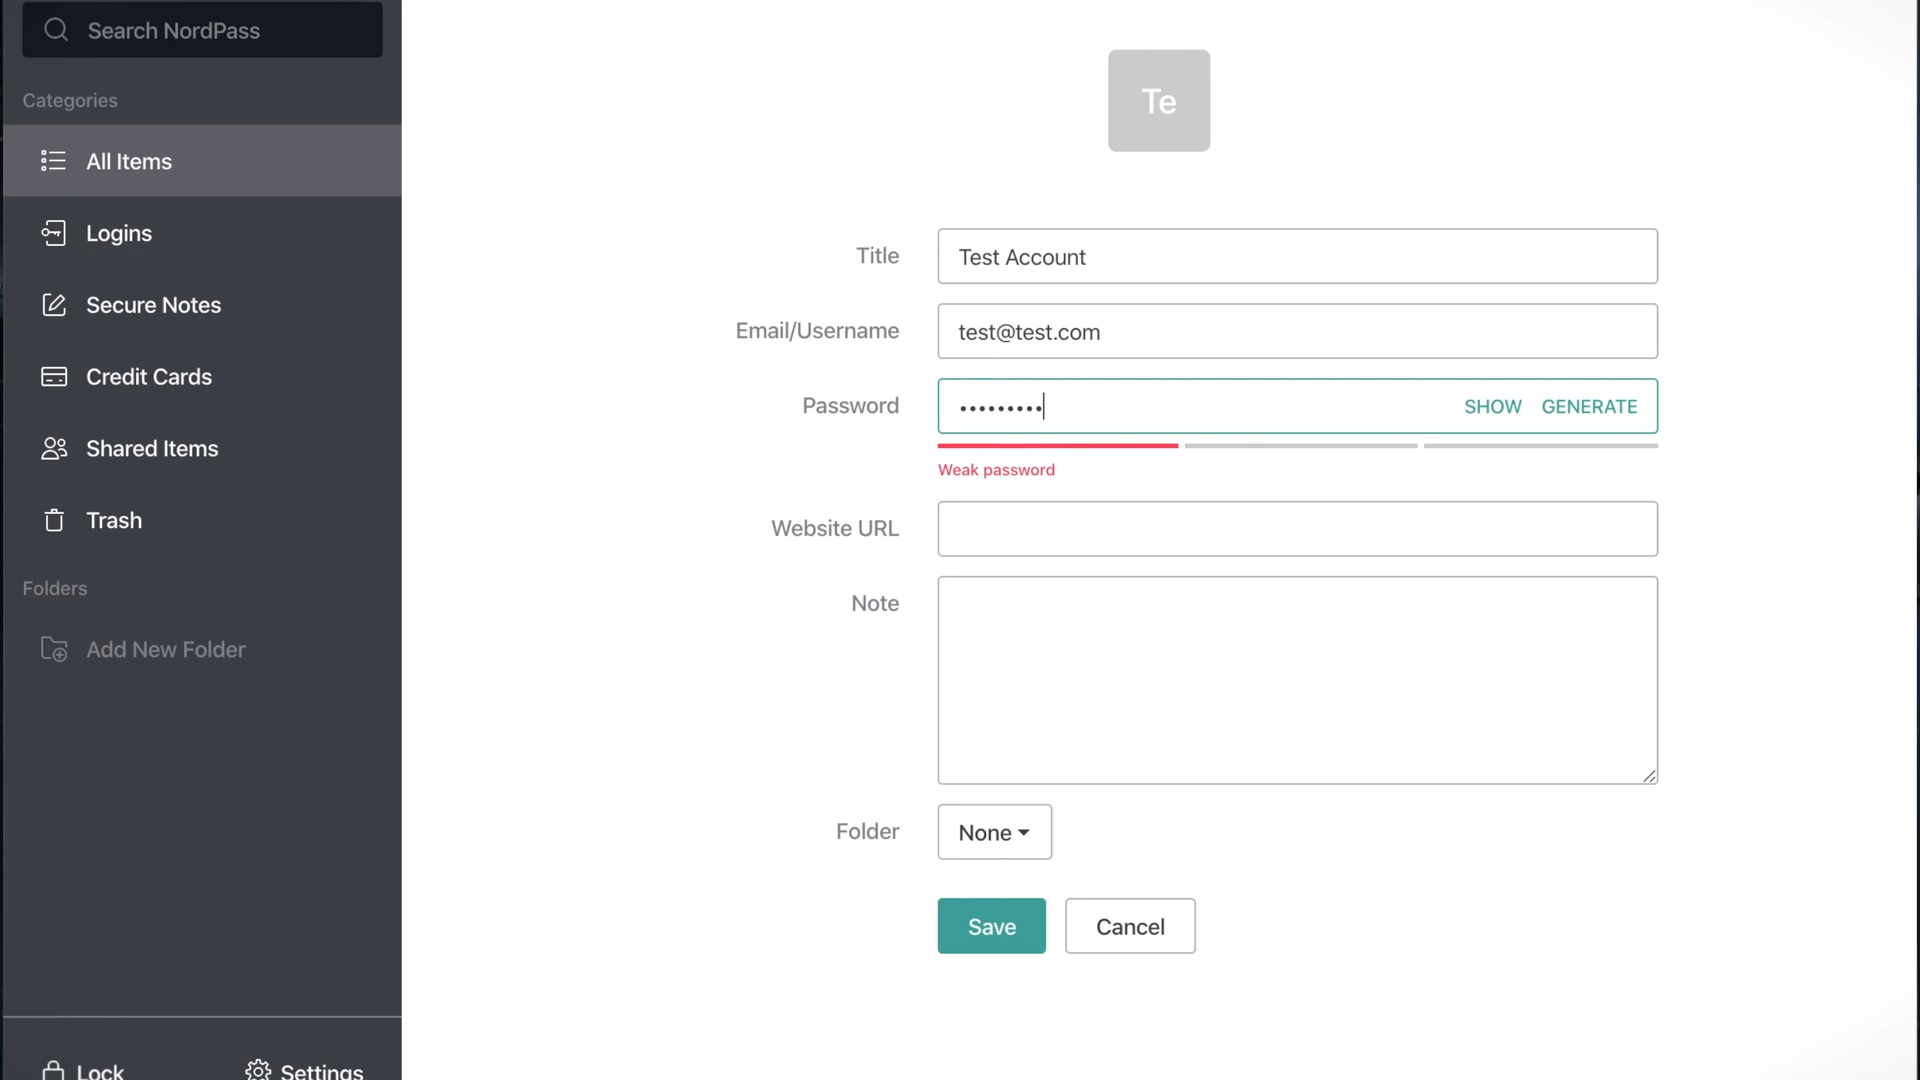 Search NordPass
Categories
All Items
Logins
Secure Notes
Credit Cards
Shared Items
Trash
Folders
Add New Folder
Lock
Settings
Te
Title
Test Account
Email/Username
test@test.com
Password
•••••••••
SHOW GENERATE
Weak password
Website URL
Note
Folder
None
Save
Cancel